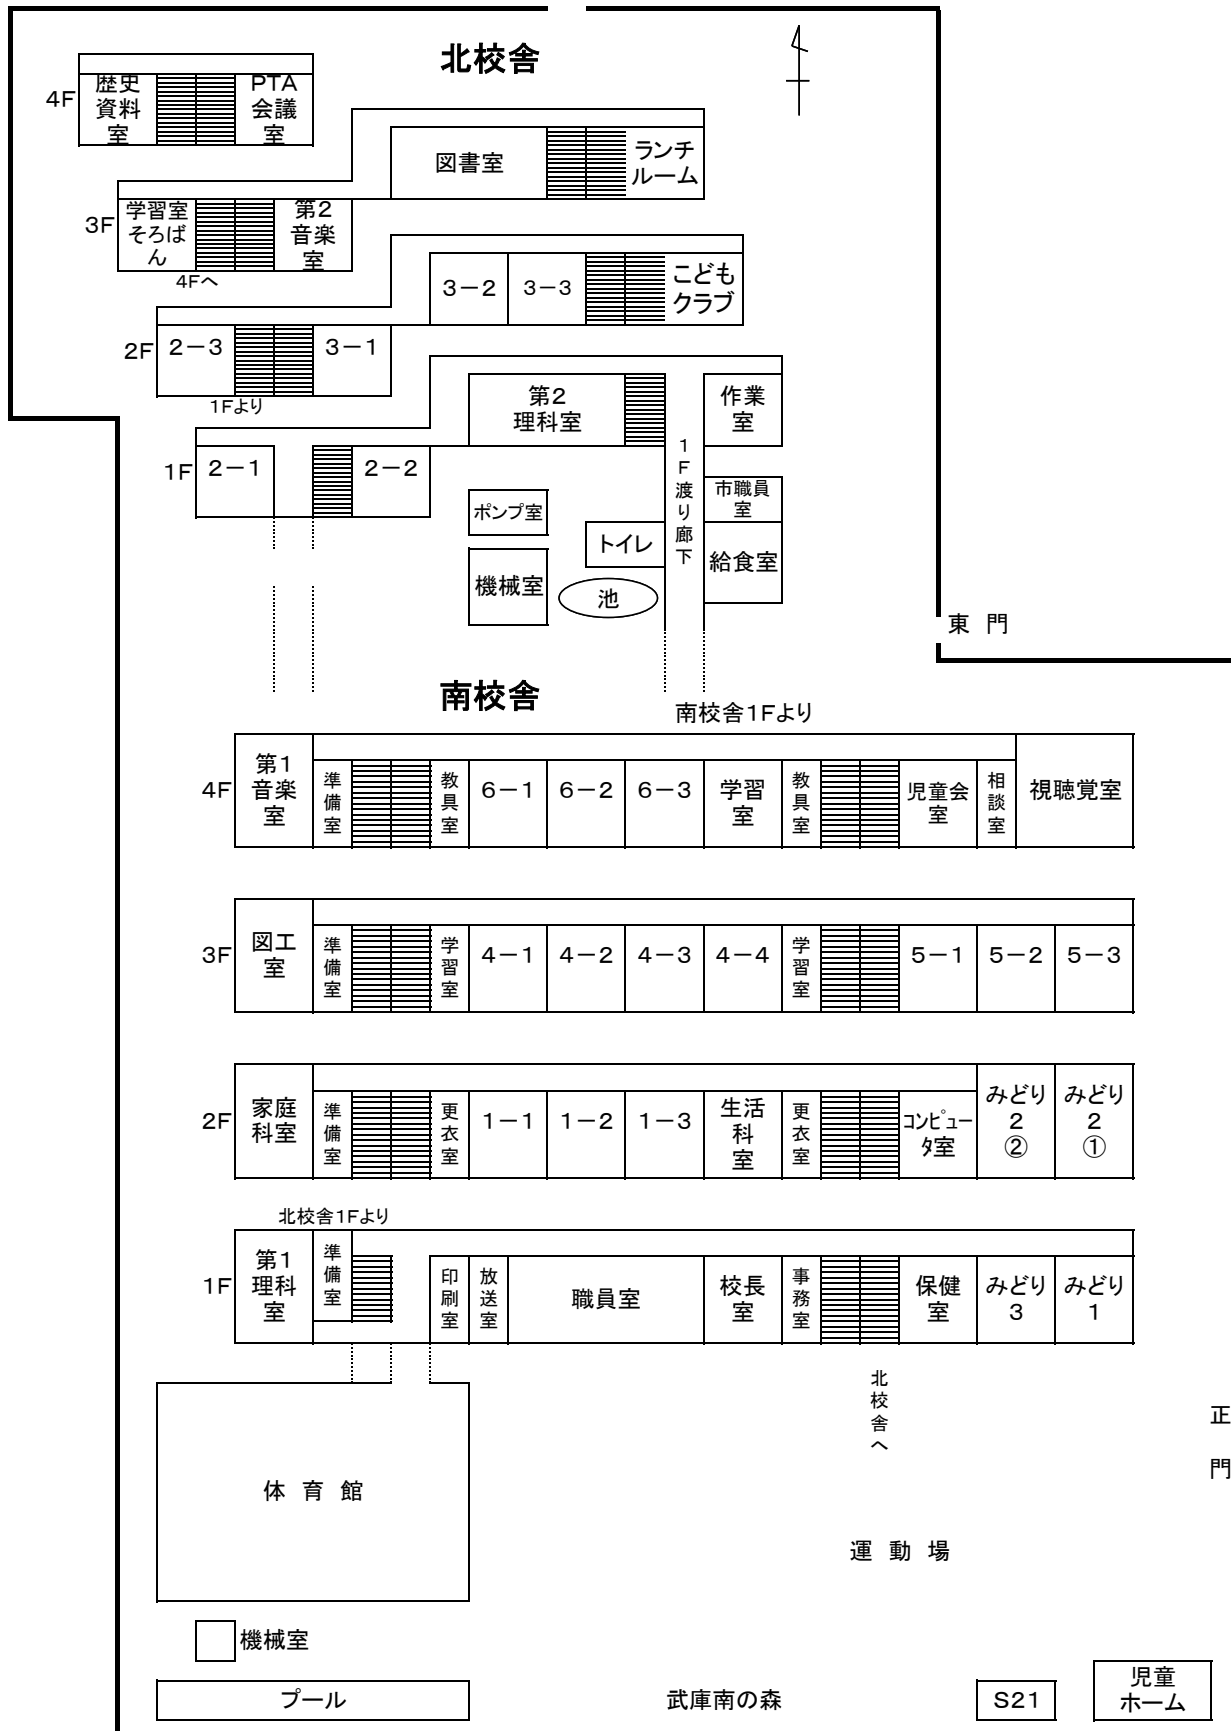 北校舎
4F
歴史
資料
室
PTA
会議
室
図書室
ランチ
ルーム
3F
学習室
そろば
ん
第2
音楽
室
4Fへ
3－2
3－3
こども
クラブ
2F
2－3
3－1
1Fより
第2
理科室
作業
室
1F渡り廊下
1F
2－1
2－2
ポンプ室
市職員
室
トイレ
給食室
機械室
池
東 門
南校舎
南校舎1Fより
4F
第1
音楽
室
準備室
教具室
6－1
6－2
6－3
学習
室
教具室
児童会
室
相談室
視聴覚室
3F
図工
室
準備室
学習室
4－1
4－2
4－3
4－4
学習室
5－1
5－2
5－3
2F
家庭
科室
準備室
更衣室
1－1
1－2
1－3
生活
科
室
更衣室
コンピュー
タ室
みどり
2
②
みどり
2
①
北校舎1Fより
1F
第1
理科
室
準備室
印刷室
放送室
職員室
校長
室
事務室
保健
室
みどり
3
みどり
1
北校舎へ
正門
体 育 館
運 動 場
機械室
プール
武庫南の森
S21
児童
ホーム